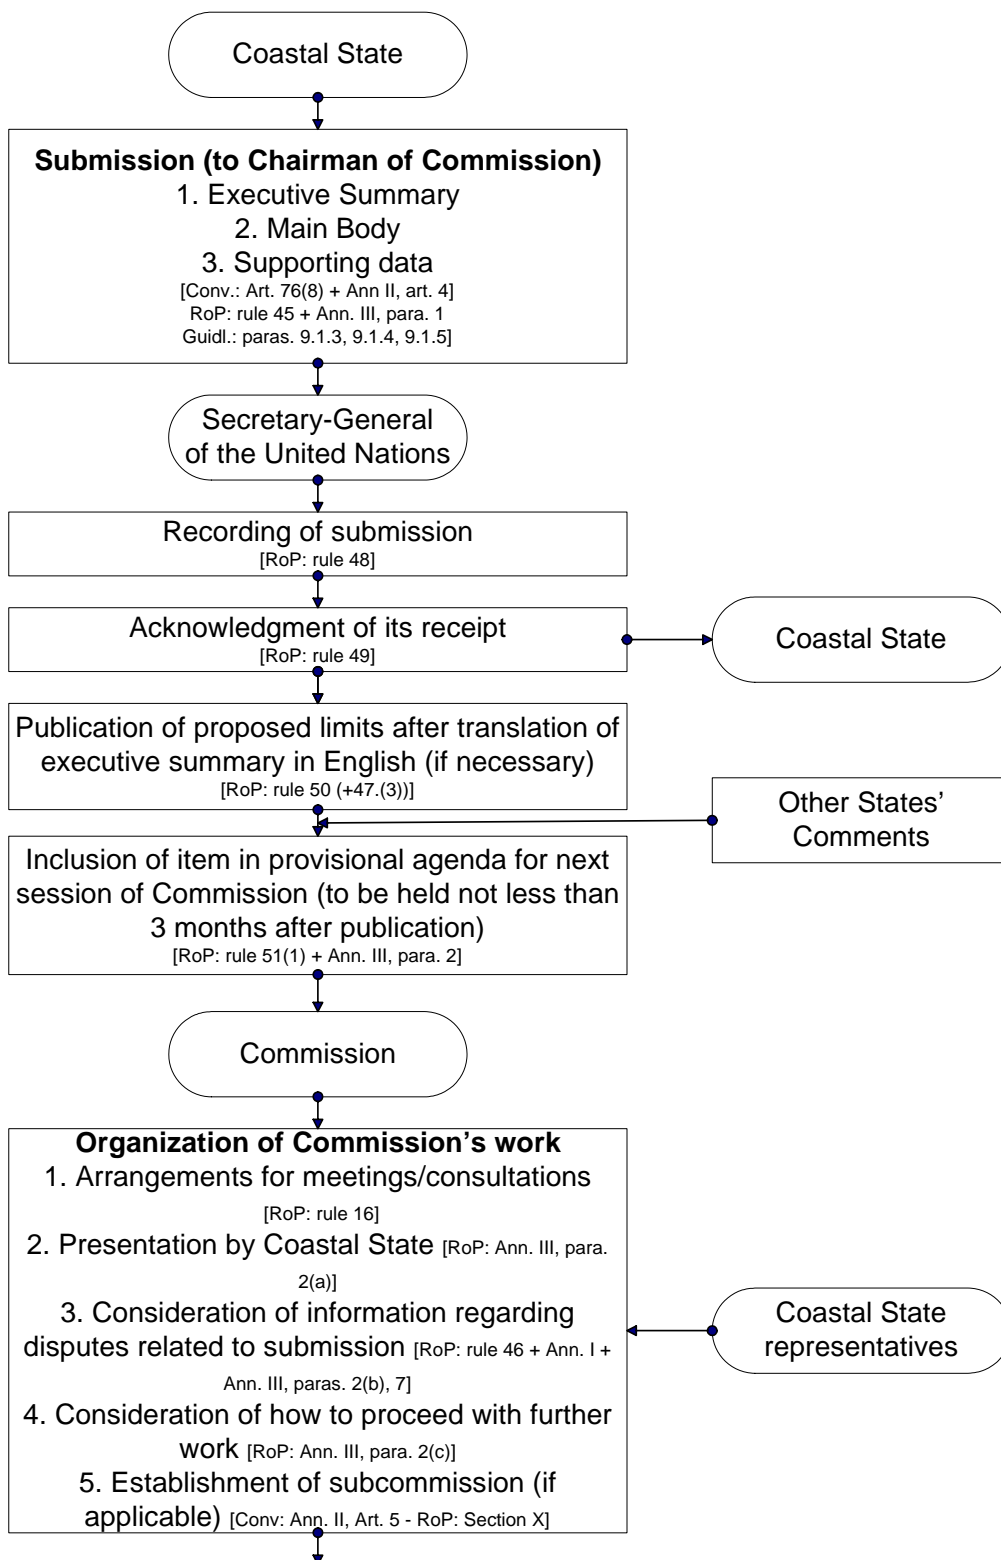 Coastal State
Submission (to Chairman of Commission)
1. Executive Summary
2. Main Body
3. Supporting data
[Conv.: Art. 76(8) + Ann II, art. 4]
RoP: rule 45 + Ann. III, para. 1
Guidl.: paras. 9.1.3, 9.1.4, 9.1.5]
Secretary-General
of the United Nations
Recording of submission
[RoP: rule 48]
Acknowledgment of its receipt
[RoP: rule 49]
Coastal State
Publication of proposed limits after translation of
executive summary in English (if necessary)
[RoP: rule 50 (+47.(3))]
Other States’
Comments
Inclusion of item in provisional agenda for next
session of Commission (to be held not less than
3 months after publication)
[RoP: rule 51(1) + Ann. III, para. 2]
Commission
Organization of Commission’s work
1. Arrangements for meetings/consultations
[RoP: rule 16]
2. Presentation by Coastal State [RoP: Ann. III, para.
2(a)]
3. Consideration of information regarding
disputes related to submission [RoP: rule 46 + Ann. I +
Ann. III, paras. 2(b), 7]
4. Consideration of how to proceed with further
work [RoP: Ann. III, para. 2(c)]
5. Establishment of subcommission (if
applicable) [Conv: Ann. II, Art. 5 - RoP: Section X]
Coastal State
representatives